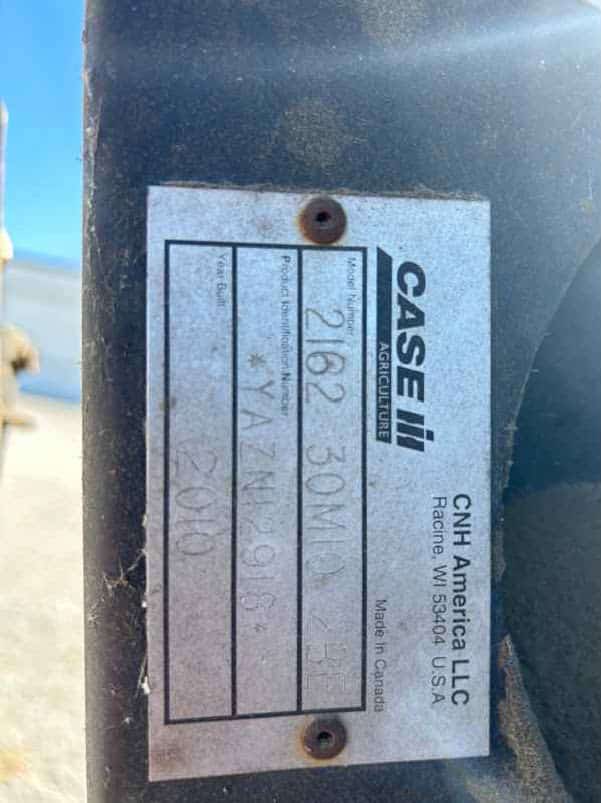 CASE IH
AGRICULTURE
CNH America LLC
Racine, WI 53404 U.S.A
Made In Canada
Model Number
2162 30M10
Product Identification Number
*YAZN12918*
Year Built
2010